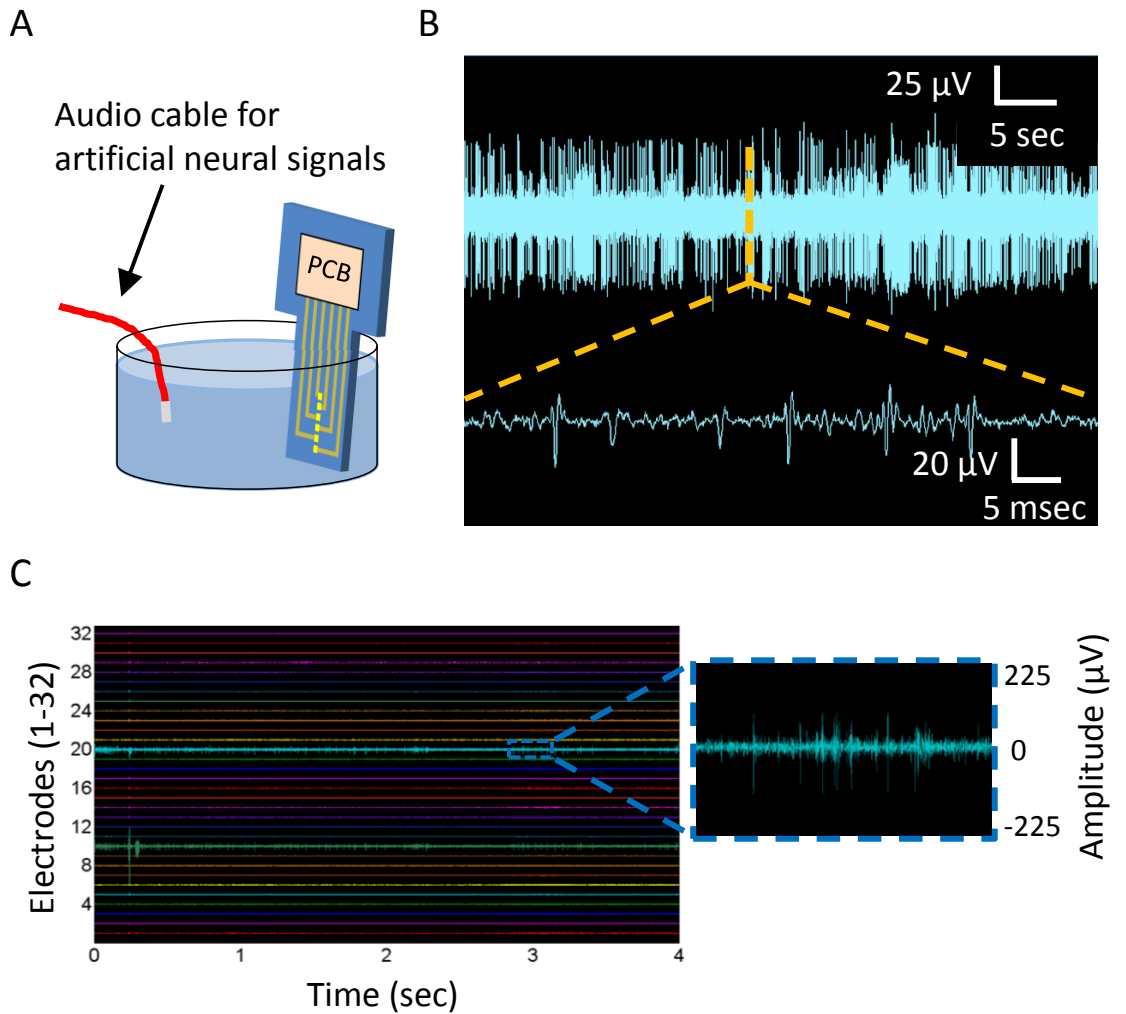 A
Audio cable for
artificial neural signals
PCB
B
25 µV
5 sec
20 µV
5 msec
C
Electrodes (1-32)
32
28
24
20
16
12
8
4
0
1
2
3
4
Time (sec)
225
0
-225
Amplitude (µV)